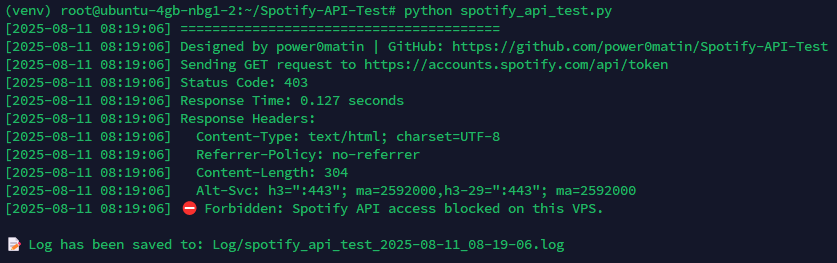 (venv) root@ubuntu-4gb-nbg1-2:~/Spotify-API-Test# python spotify_api_test.py
[2025-08-11 08:19:06] ========================================
[2025-08-11 08:19:06] Designed by power0matin | GitHub: https://github.com/power0matin/Spotify-API-Test
[2025-08-11 08:19:06] Sending GET request to https://accounts.spotify.com/api/token
[2025-08-11 08:19:06] Status Code: 403
[2025-08-11 08:19:06] Response Time: 0.127 seconds
[2025-08-11 08:19:06] Response Headers:
[2025-08-11 08:19:06]   Content-Type: text/html; charset=UTF-8
[2025-08-11 08:19:06]   Referrer-Policy: no-referrer
[2025-08-11 08:19:06]   Content-Length: 304
[2025-08-11 08:19:06]   Alt-Svc: h3=":443"; ma=2592000,h3-29=":443"; ma=2592000
[2025-08-11 08:19:06] ⛔ Forbidden: Spotify API access blocked on this VPS.
📝 Log has been saved to: Log/spotify_api_test_2025-08-11_08-19-06.log